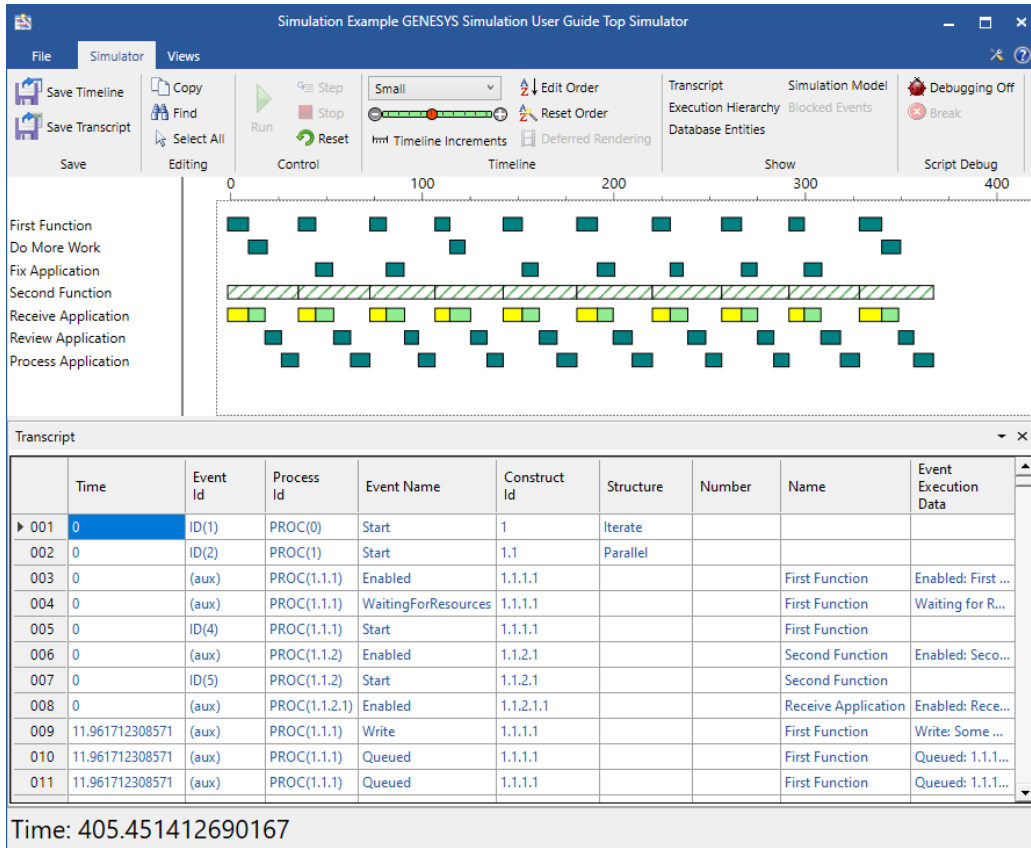 Simulation Example GENESYS Simulation User Guide Top Simulator
File Simulator Views
Save Timeline Copy Run Step Small Edit Order Transcript Simulation Model Debugging Off
Find Stop Reset Order Execution Hierarchy Blocked Events Break
Save Transcript Select All Reset Timeline Increments Deferred Rendering Database Entities
Save Editing Control Timeline Show Script Debug
0 100 200 300 400
First Function
Do More Work
Fix Application
Second Function
Receive Application
Review Application
Process Application
Transcript
Time Event Id Process Id Event Name Construct Id Structure Number Name Event Execution Data
001 0 ID(1) PROC(0) Start 1 Iterate
002 0 ID(2) PROC(1) Start 1.1 Parallel
003 0 (aux) PROC(1.1.1) Enabled 1.1.1.1 First Function Enabled: First ...
004 0 (aux) PROC(1.1.1) WaitingForResources 1.1.1.1 First Function Waiting for R...
005 0 ID(4) PROC(1.1.1) Start 1.1.1.1 First Function
006 0 (aux) PROC(1.1.2) Enabled 1.1.2.1 Second Function Enabled: Seco...
007 0 ID(5) PROC(1.1.2) Start 1.1.2.1 Second Function
008 0 (aux) PROC(1.1.2.1) Enabled 1.1.2.1.1 Receive Application Enabled: Rece...
009 11.961712308571 (aux) PROC(1.1.1) Write 1.1.1.1 First Function Write: Some ...
010 11.961712308571 (aux) PROC(1.1.1) Queued 1.1.1.1 First Function Queued: 1.1.1...
011 11.961712308571 (aux) PROC(1.1.1) Queued 1.1.1.1 First Function Queued: 1.1.1...
Time: 405.451412690167